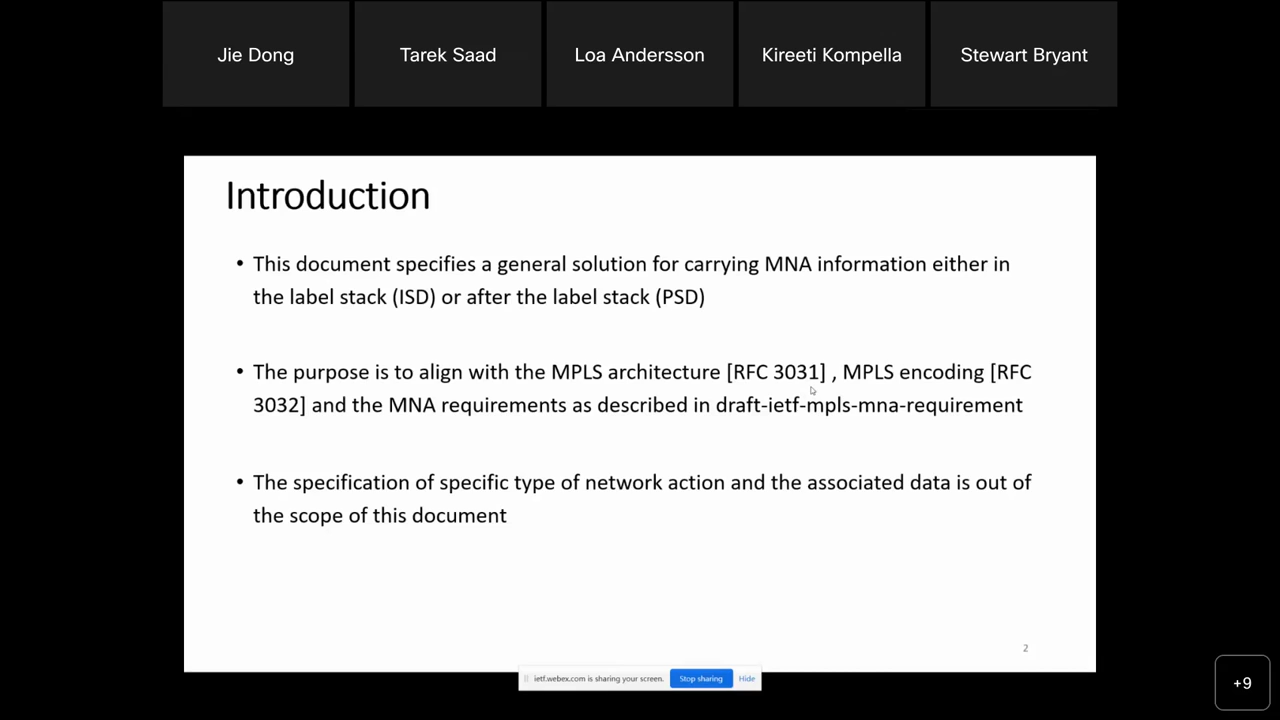 Jie Dong
Tarek Saad
Loa Andersson
Kireeti Kompella
Stewart Bryant
Introduction
• This document specifies a general solution for carrying MNA information either in
the label stack (ISD) or after the label stack (PSD)
• The purpose is to align with the MPLS architecture [RFC 3031] , MPLS encoding [RFC
3032] and the MNA requirements as described in draft-ietf-mpls-mna-requirement
• The specification of specific type of network action and the associated data is out of
the scope of this document
2
ietf.webex.com is sharing your screen. Stop sharing Hide
+9